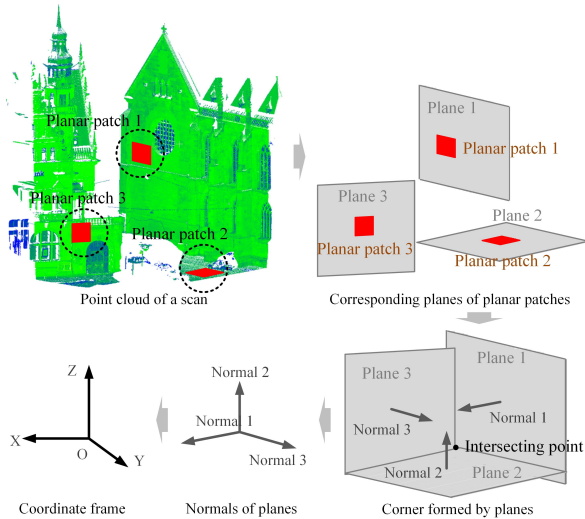 Planar patch 1
Planar patch 3
Planar patch 2
Point cloud of a scan
Plane 1
Planar patch 1
Plane 3
Planar patch 3
Plane 2
Planar patch 2
Corresponding planes of planar patches
Z
X
O
Y
Coordinate frame
Normal 2
Normal 1
Normal 3
Normals of planes
Plane 1
Plane 3
Normal 1
Normal 3
Intersecting point
Normal 2
Plane 2
Corner formed by planes